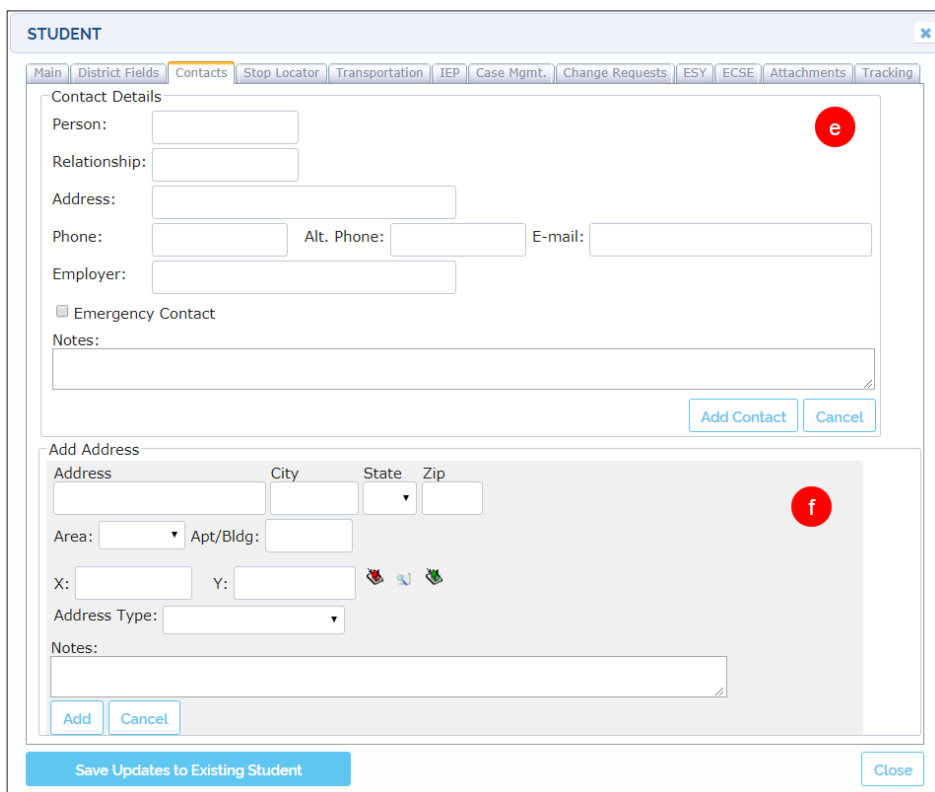 STUDENT
Main District Fields Contacts Stop Locator Transportation IEP Case Mgmt. Change Requests ESY ECSE Attachments Tracking
Contact Details
e
Person:
Relationship:
Address:
Phone: Alt. Phone: E-mail:
Employer:
Emergency Contact
Notes:
Add Contact Cancel
Add Address
Address City State Zip
f
Area: Apt/Bldg:
X: Y:
Address Type:
Notes:
Add Cancel
Save Updates to Existing Student Close